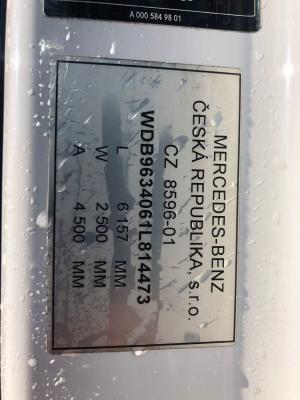 A 000 584 98 01
MERCEDES-BENZ
ČESKÁ REPUBLIKA, s.r.o.
CZ 8596-01
WDB9634061L814473
L 6 157 MM
W 2 500 MM
A 4 500 MM